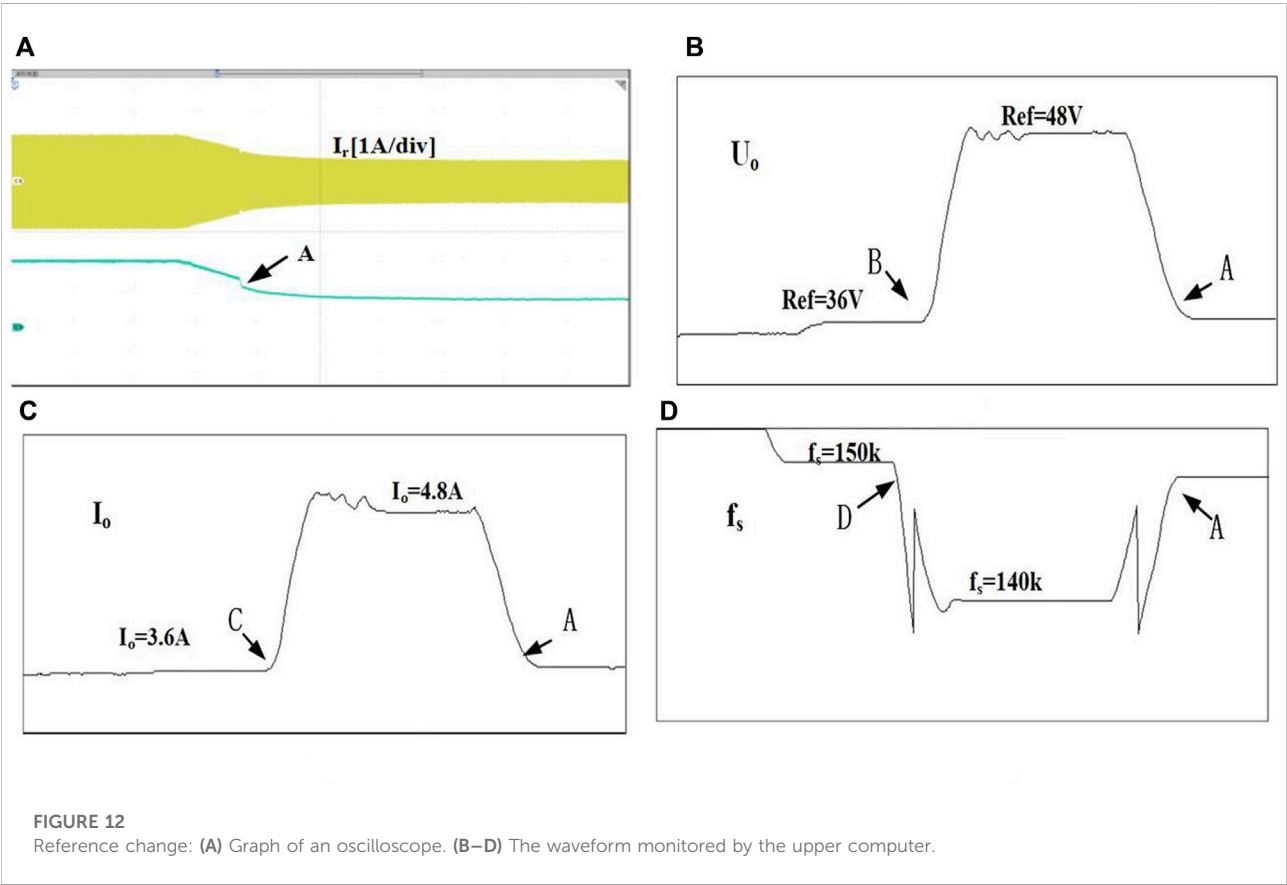 A
B
Iᵣ[1A/div]
A
Ref=48V
Uₒ
B
A
Ref=36V
C
D
Iₒ=4.8A
Iₒ
C
A
Iₒ=3.6A
fₛ=150k
D
fₛ
A
fₛ=140k
FIGURE 12
Reference change: (A) Graph of an oscilloscope. (B–D) The waveform monitored by the upper computer.